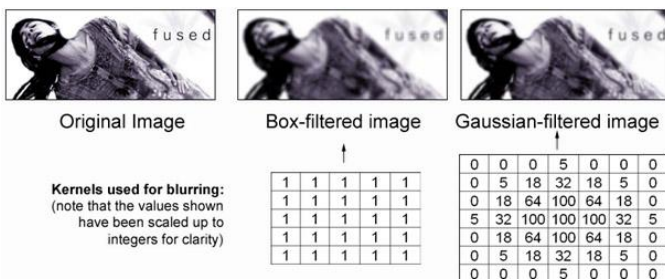 fused
fused
fused
Original Image
Box-filtered image
Gaussian-filtered image
Kernels used for blurring:
(note that the values shown
have been scaled up to
integers for clarity)
1 1 1 1 1
1 1 1 1 1
1 1 1 1 1
1 1 1 1 1
1 1 1 1 1
0 0 0 5 0 0 0
0 5 18 32 18 5 0
0 18 64 100 64 18 0
5 32 100 100 100 32 5
0 18 64 100 64 18 0
0 5 18 32 18 5 0
0 0 0 5 0 0 0